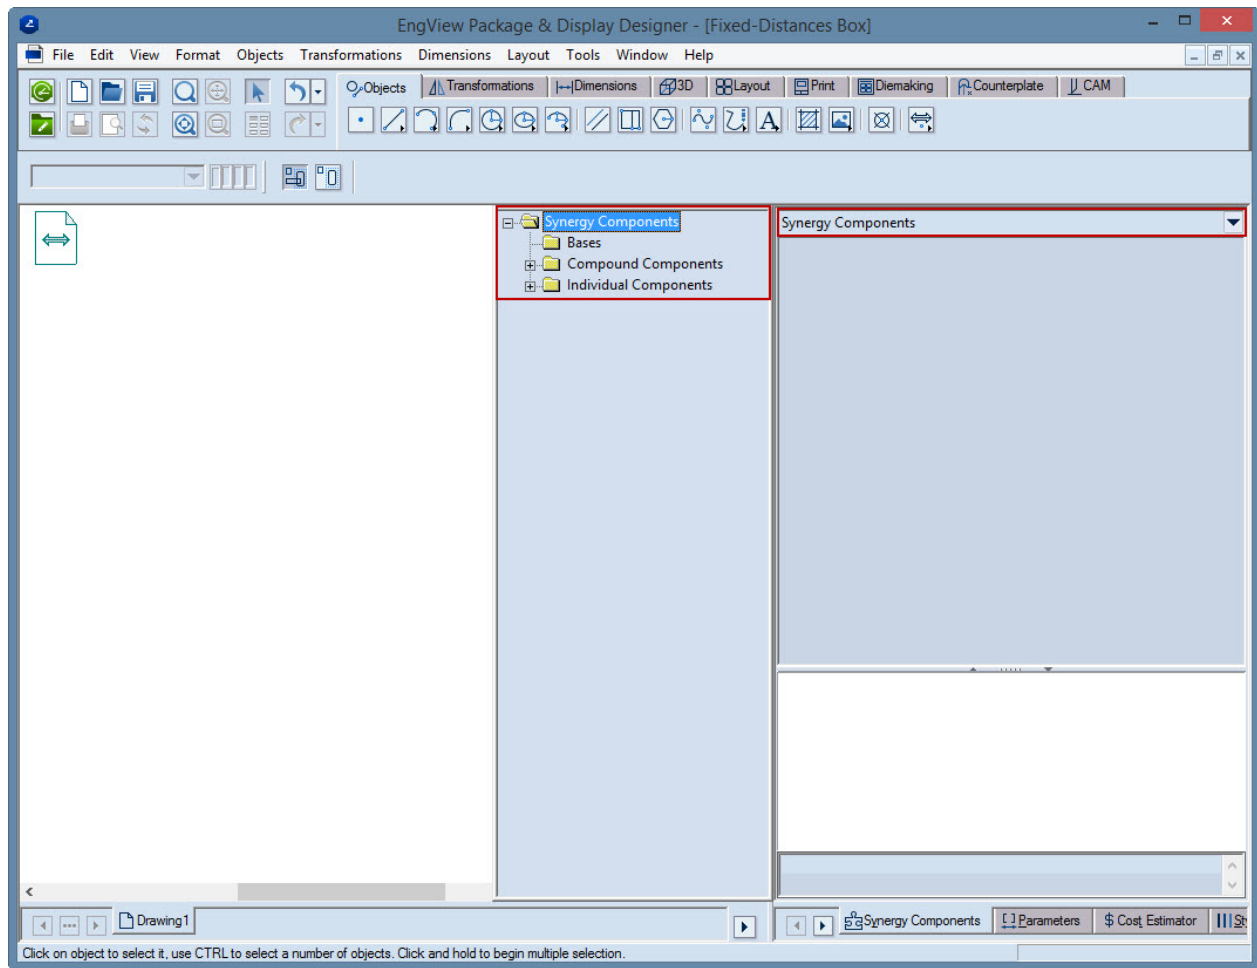 EngView Package & Display Designer - [Fixed-Distances Box]
File Edit View Format Objects Transformations Dimensions Layout Tools Window Help
Objects Transformations Dimensions 3D Layout Print Diemaking Counterplate CAM
Synergy Components
Bases
Compound Components
Individual Components
Synergy Components
Drawing1
Synergy Components Parameters $ Cost Estimator
Click on object to select it, use CTRL to select a number of objects. Click and hold to begin multiple selection.